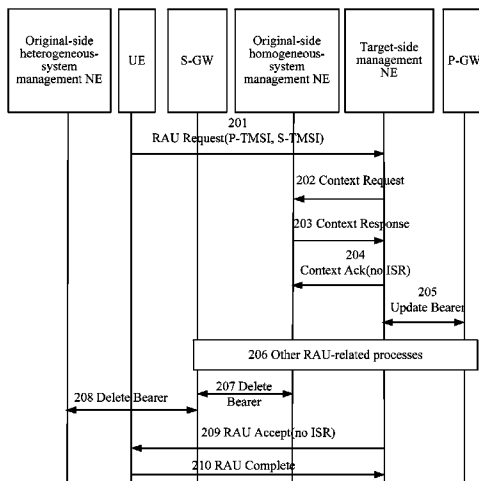 Original-side
heterogeneous-
system
management NE
UE
S-GW
Original-side
homogeneous-
system
management NE
Target-side
management
NE
P-GW
201
RAU Request(P-TMSI, S-TMSI)
202 Context Request
203 Context Response
204
Context Ack(no ISR)
205
Update Bearer
206 Other RAU-related processes
207 Delete
Bearer
208 Delete Bearer
209 RAU Accept(no ISR)
210 RAU Complete